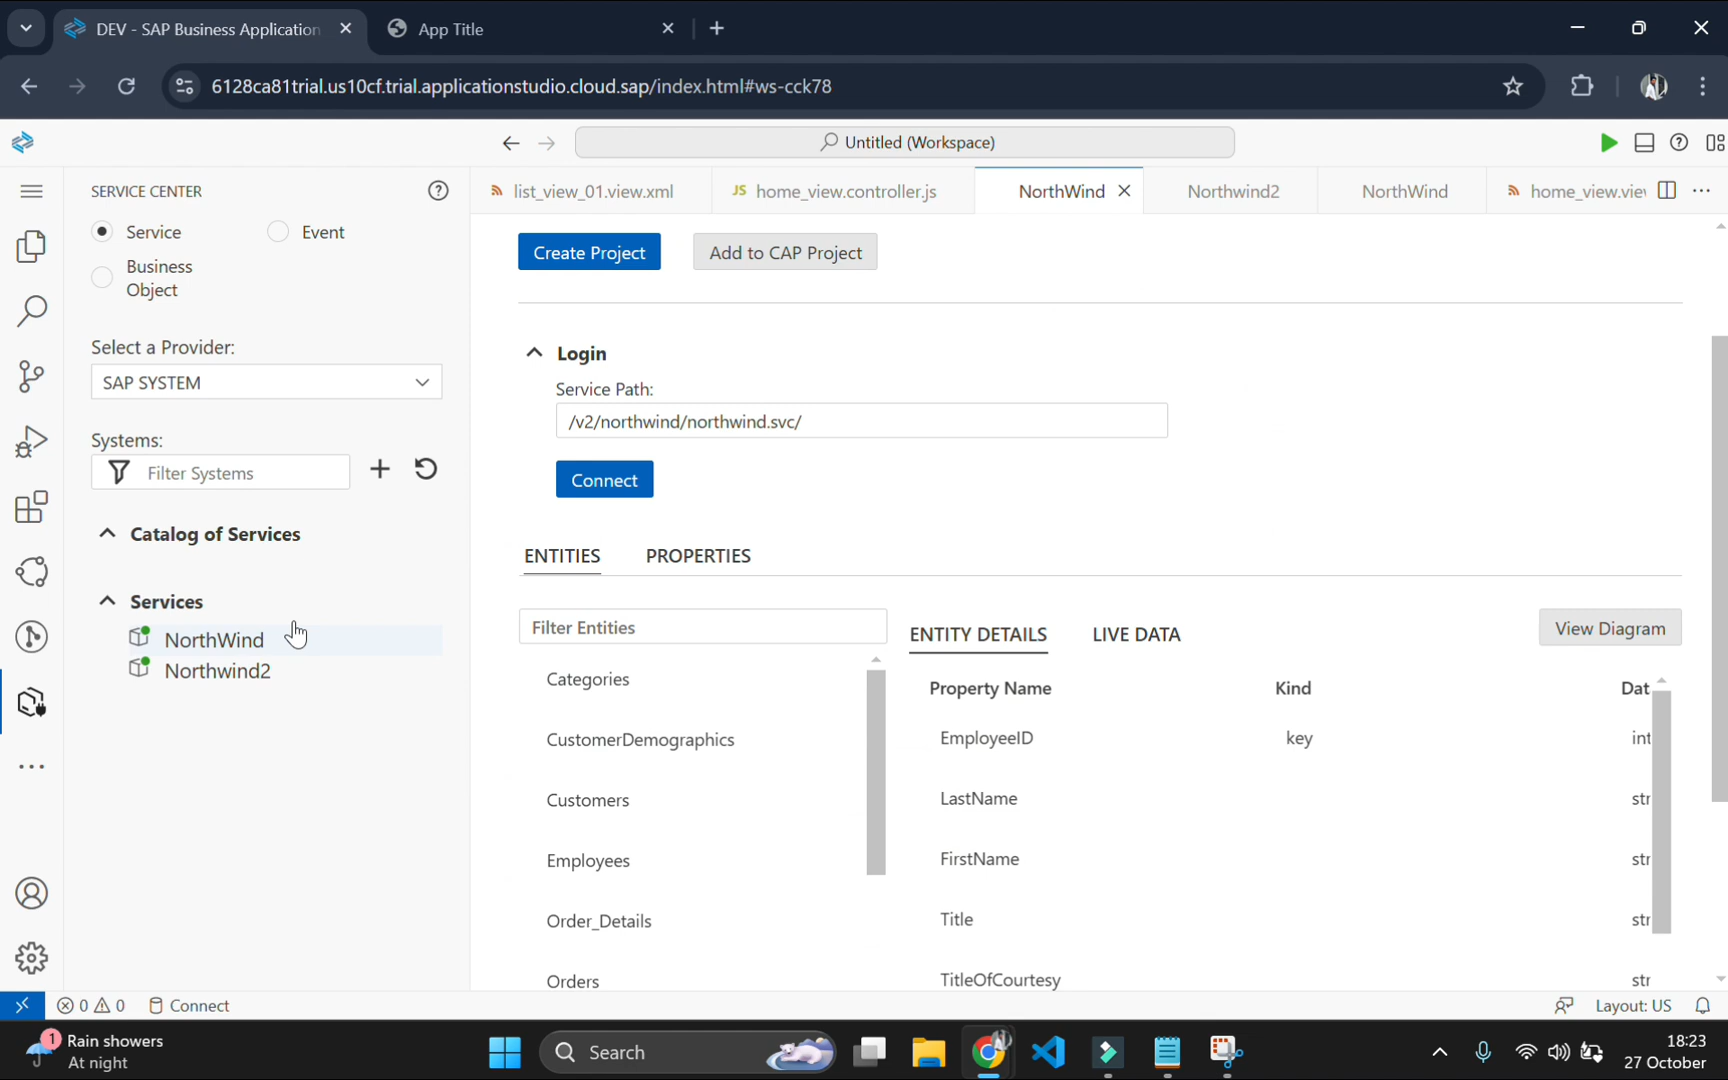 DEV - SAP Business Application
App Title
6128ca81trial.us10cf.trial.applicationstudio.cloud.sap/index.html#ws-cck78
Untitled (Workspace)
SERVICE CENTER
Service
Event
Business
Object
Select a Provider:
SAP SYSTEM
Systems:
Filter Systems
Catalog of Services
Services
NorthWind
Northwind2
list_view_01.view.xml
JS home_view.controller.js
NorthWind
Northwind2
NorthWind
home_view.view
Create Project
Add to CAP Project
Login
Service Path:
/v2/northwind/northwind.svc/
Connect
ENTITIES
PROPERTIES
Filter Entities
ENTITY DETAILS
LIVE DATA
View Diagram
Categories
CustomerDemographics
Customers
Employees
Order_Details
Orders
Property Name Kind Dat
EmployeeID key int
LastName str
FirstName str
Title str
TitleOfCourtesy str
0 0 Connect
Layout: US
1
Rain showers
At night
Search
18:23
27 October